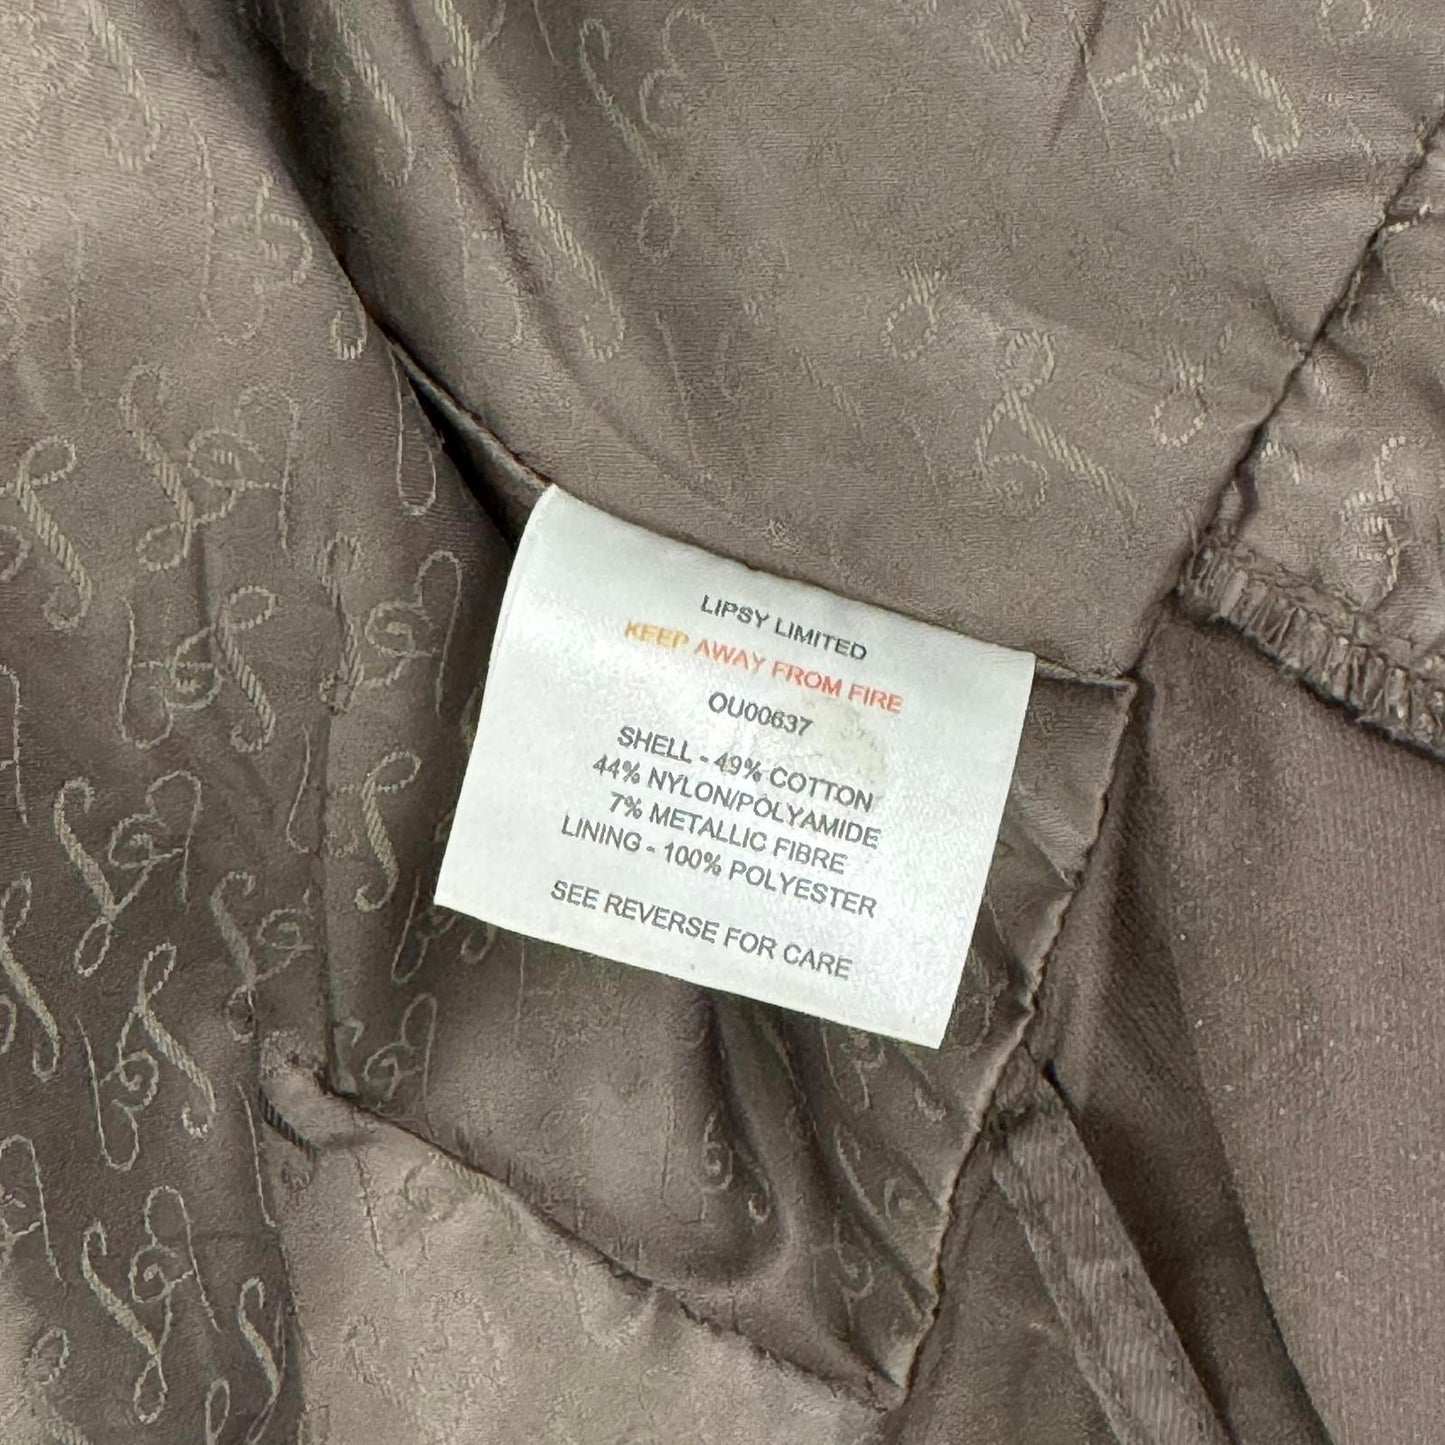 LIPSY LIMITED
KEEP AWAY FROM FIRE
OU00637
SHELL - 49% COTTON
44% NYLON/POLYAMIDE
7% METALLIC FIBRE
LINING - 100% POLYESTER
SEE REVERSE FOR CARE